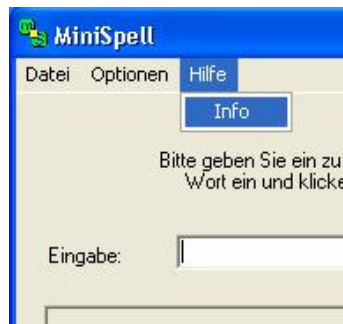 MiniSpell
Datei Optionen Hilfe
Info
Bitte geben Sie ein zu
Wort ein und klicke
Eingabe: